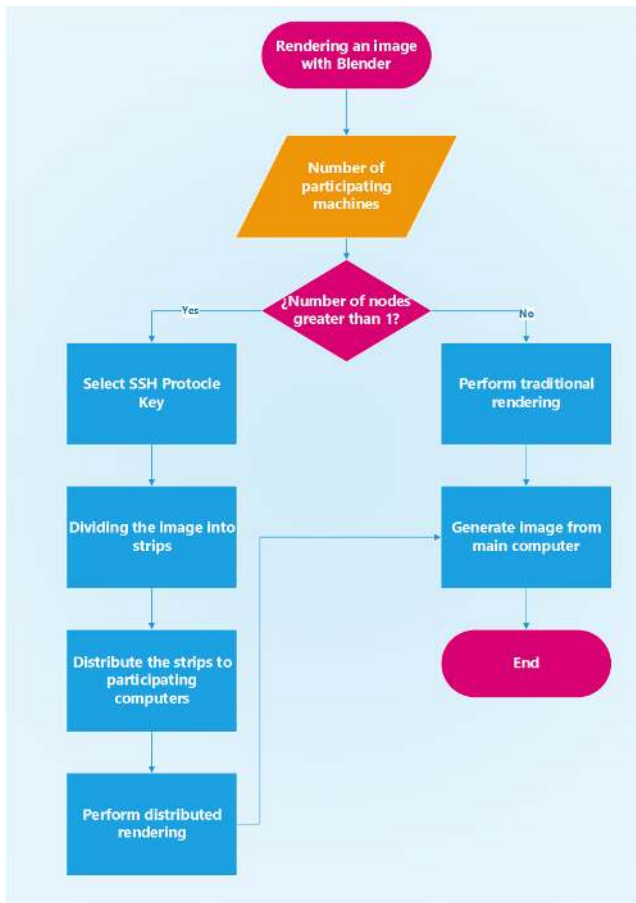 Rendering an image
with Blender
Number of
participating
machines
¿Number of nodes
greater than 1?
Yes
No
Select SSH Protocle
Key
Perform traditional
rendering
Dividing the image into
strips
Generate image from
main computer
Distribute the strips to
participating
computers
End
Perform distributed
rendering